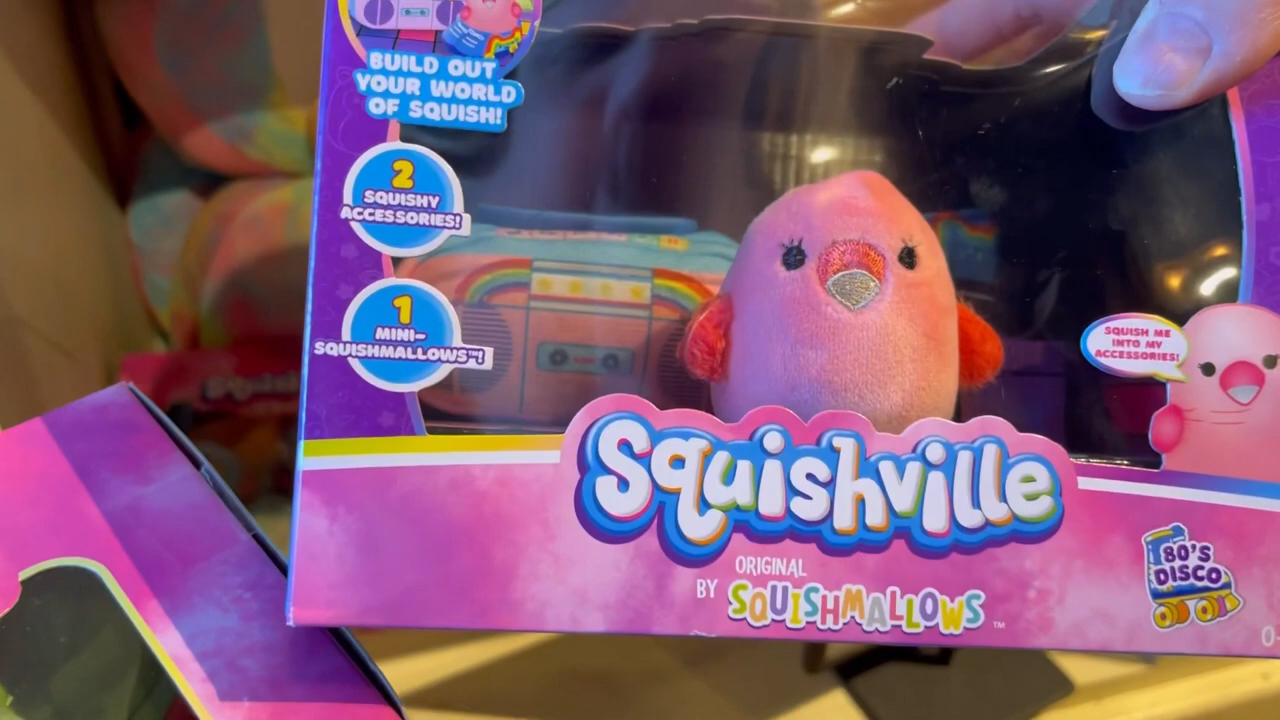 BUILD OUT
YOUR WORLD
OF SQUISH!
2
SQUISHY
ACCESSORIES!
1
MINI-
SQUISHMALLOWS™!
SQUISH ME
INTO MY
ACCESSORIES!
Squishville
ORIGINAL
BY SQUISHMALLOWS™
80'S
DISCO